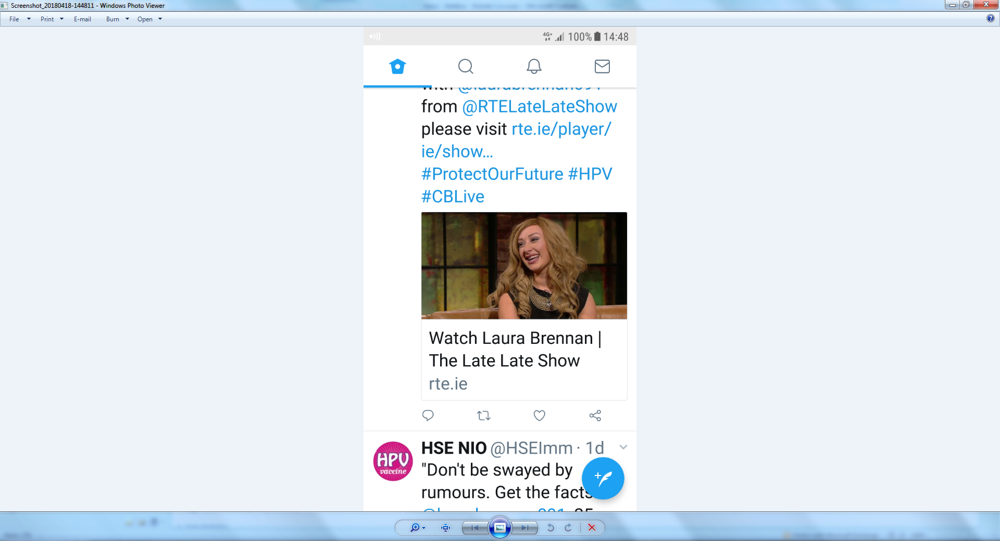 Screenshot_20180418-144811 - Windows Photo Viewer
File Print E-mail Burn Open
4G+ 100% 14:48
with
from @RTELateLateShow
please visit rte.ie/player/
ie/show…
#ProtectOurFuture #HPV
#CBLive
Watch Laura Brennan |
The Late Late Show
rte.ie
HSE NIO @HSEImm · 1d
HPV
vaccine
"Don't be swayed by
rumours. Get the facts